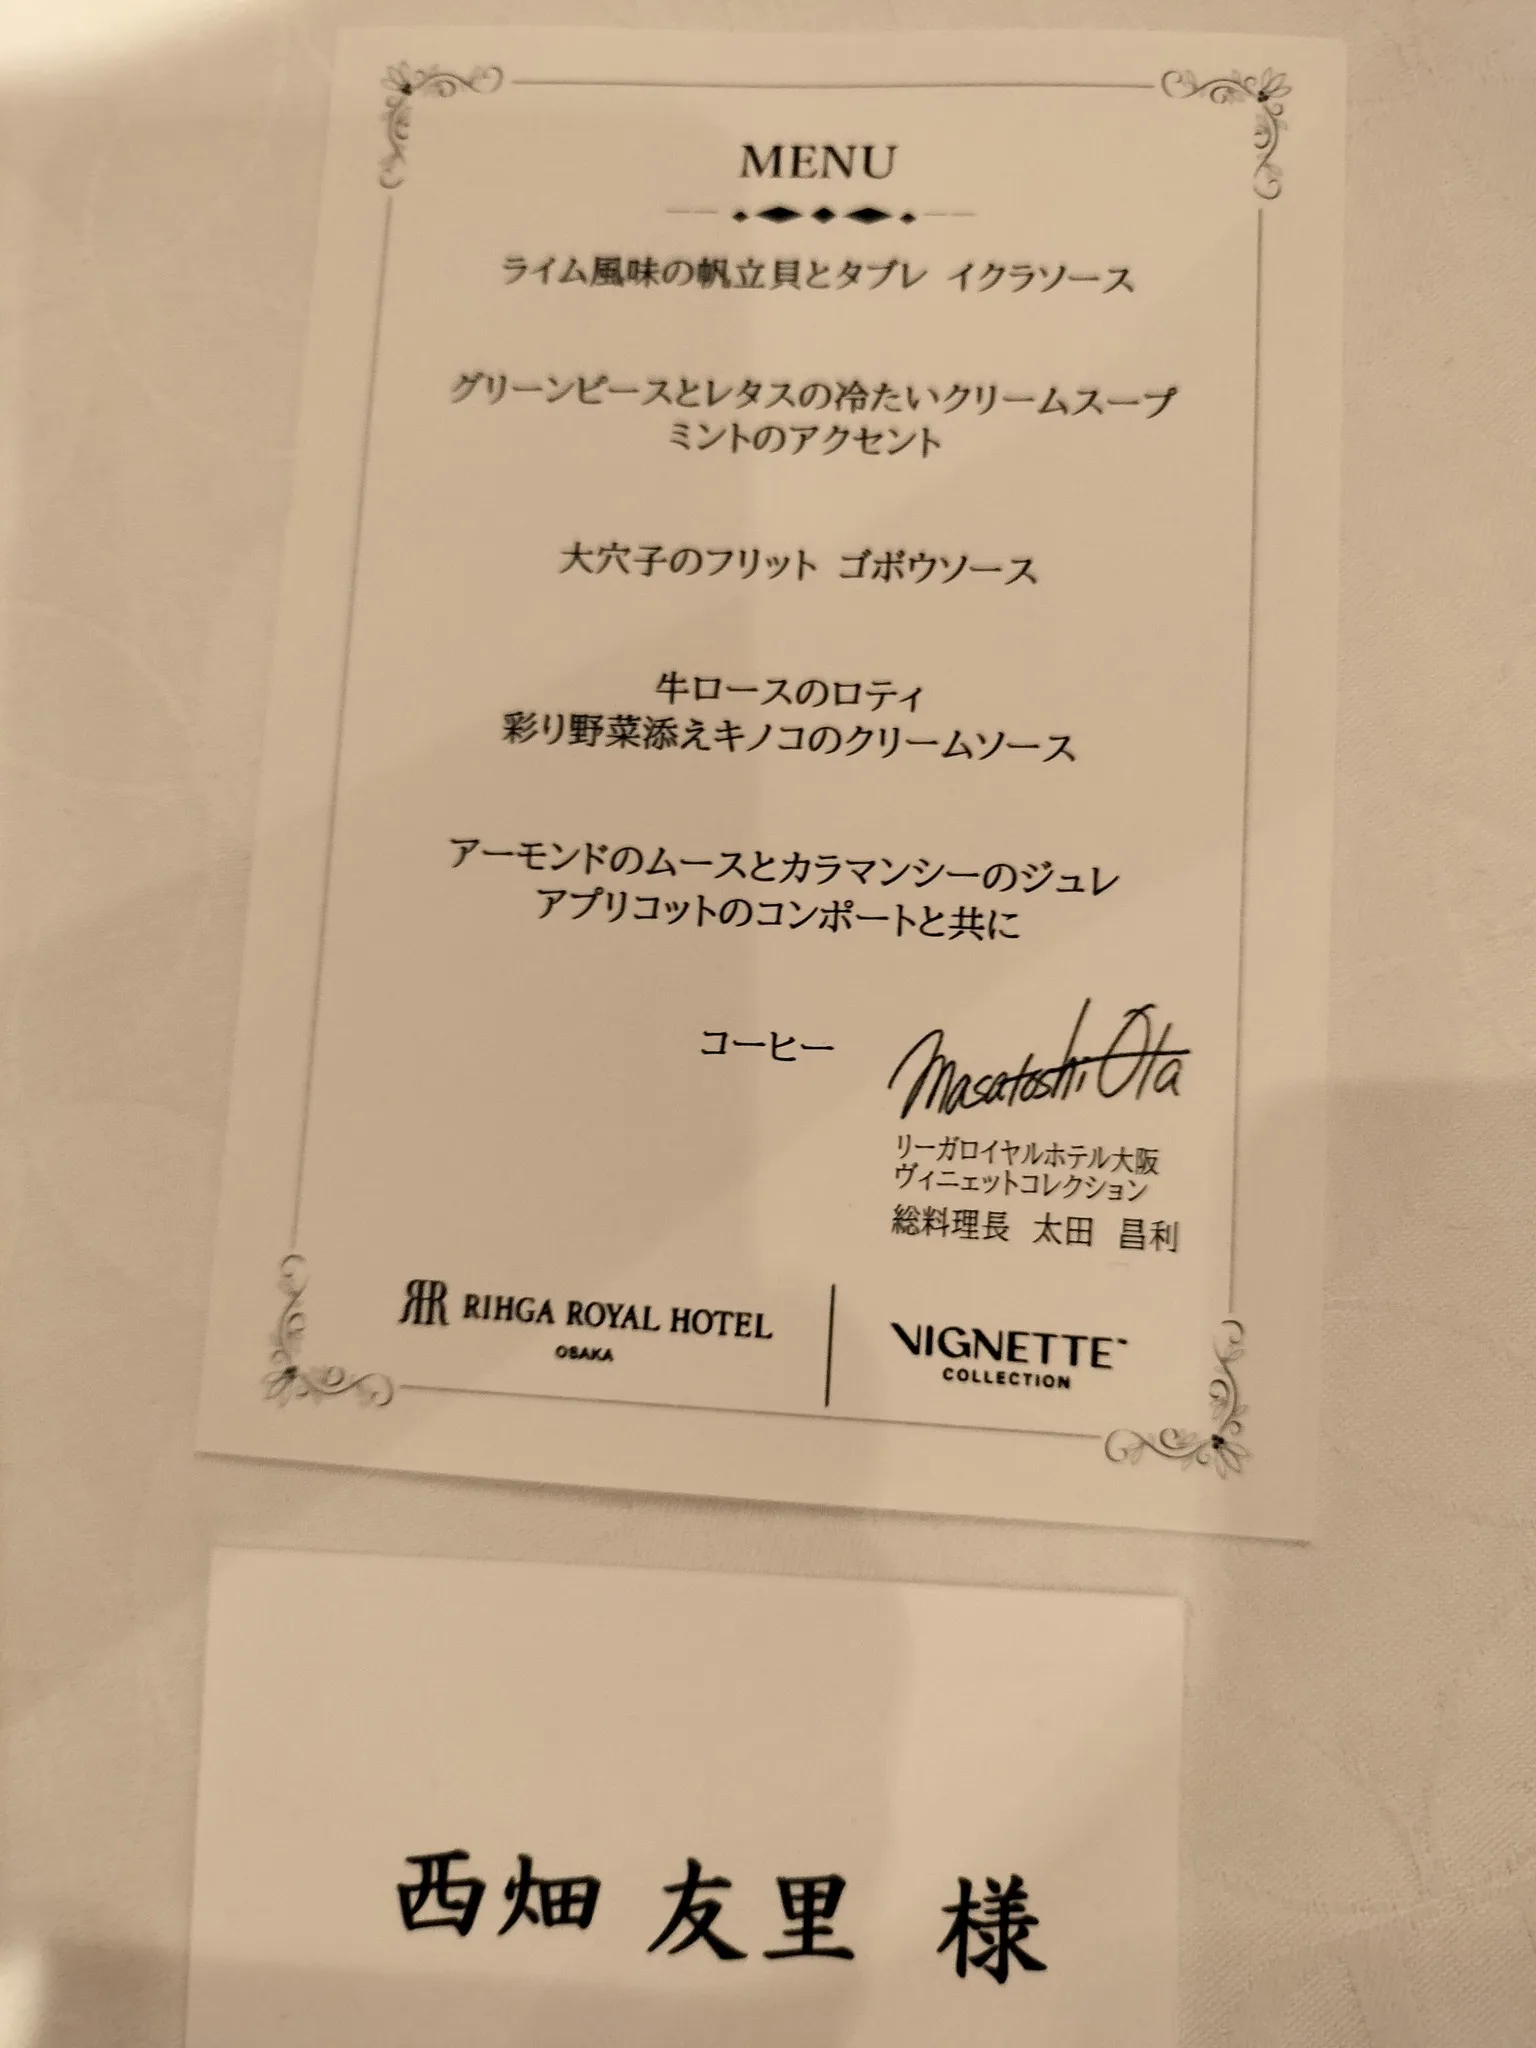 MENU
ライム風味の帆立貝とタブレ イクラソース
グリーンピースとレタスの冷たいクリームスープ
ミントのアクセント
大穴子のフリット ゴボウソース
牛ロースのロティ
彩り野菜添えキノコのクリームソース
アーモンドのムースとカラマンシーのジュレ
アプリコットのコンポートと共に
コーヒー
Masatoshi Ota
リーガロイヤルホテル大阪
ヴィニェットコレクション
総料理長 太田 昌利
RR RIHGA ROYAL HOTEL
OSAKA
VIGNETTE™
COLLECTION
西畑 友里 様